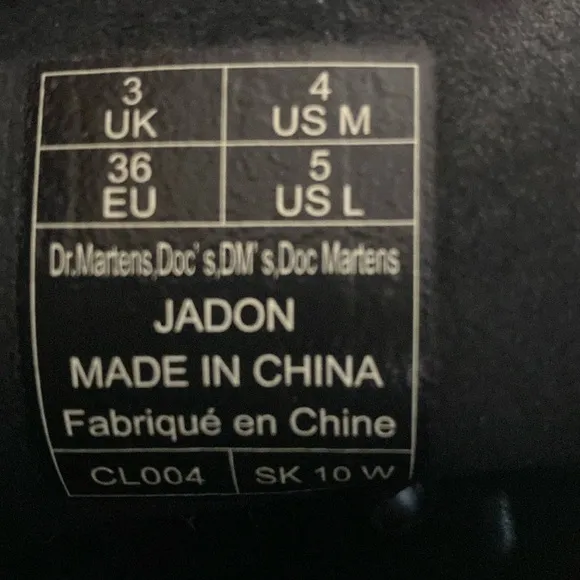 3 UK
4 US M
36 EU
5 US L
Dr.Martens,Doc's,DM's,Doc Martens
JADON
MADE IN CHINA
Fabriqué en Chine
CL004
SK 10 W